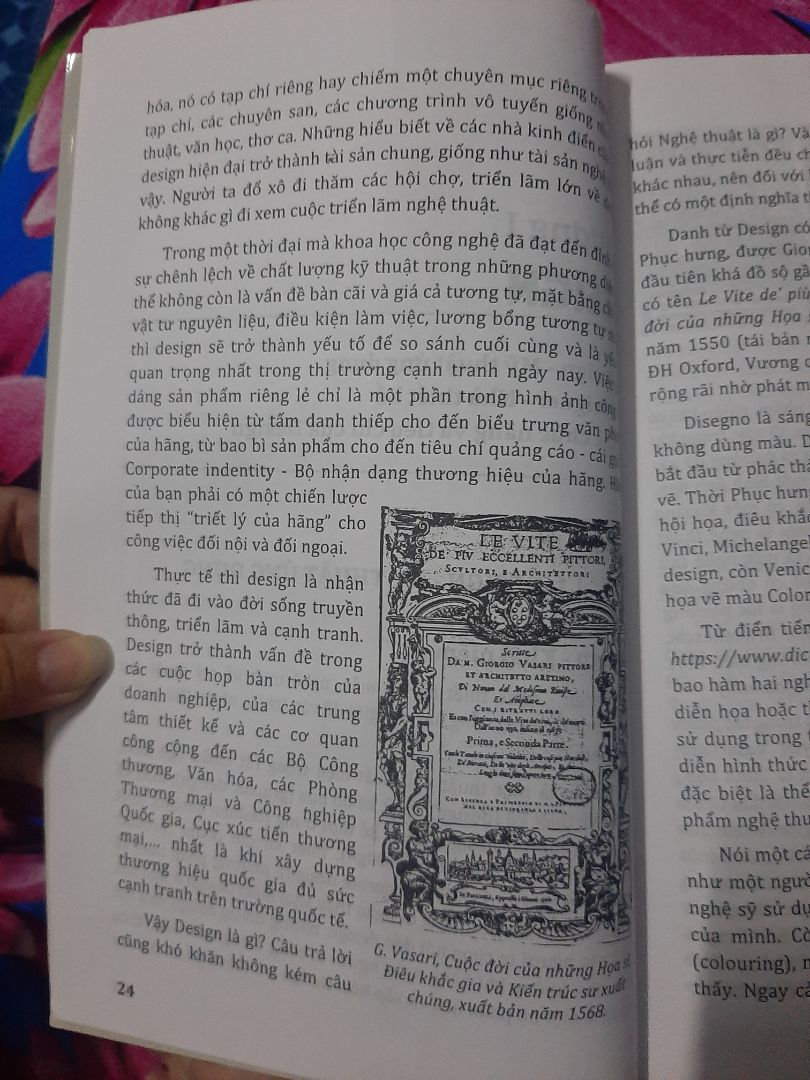 hóa, nó có tạp chí riêng hay chiếm một chuyên mục riêng
tạp chí, các chuyên san, các chương trình vô tuyến giống
thuật, văn học, thơ ca. Những hiểu biết về các nhà kinh điển
design hiện đại trở thành tài sản chung, giống như tài sản
vậy. Người ta đổ xô đi thăm các hội chợ, triển lãm lớn về
không khác gì đi xem cuộc triển lãm nghệ thuật.
Trong một thời đại mà khoa học công nghệ đã đạt đến
sự chênh lệch về chất lượng kỹ thuật trong những phương
thể không còn là vấn đề bàn cãi và giá cả tương tự, mặt bằng
vật tư nguyên liệu, điều kiện làm việc, lương bổng tương tự
thì design sẽ trở thành yếu tố để so sánh cuối cùng và là
quan trọng nhất trong thị trường cạnh tranh ngày nay. Việc
dáng sản phẩm riêng lẻ chỉ là một phần trong hình ảnh
được biểu hiện từ tấm danh thiếp cho đến biểu trưng văn
của hãng, từ bao bì sản phẩm cho đến tiêu chí quảng cáo - cái
Corporate indentity - Bộ nhận dạng thương hiệu của hãng.
của bạn phải có một chiến lược
tiếp thị “triết lý của hãng” cho
công việc đối nội và đối ngoại.
Thực tế thì design là nhận
thức đã đi vào đời sống truyền
thông, triển lãm và cạnh tranh.
Design trở thành vấn đề trong
các cuộc họp bàn tròn của
doanh nghiệp, của các trung
tâm thiết kế và các cơ quan
công cộng đến các Bộ Công
thương, Văn hóa, các Phòng
Thương mại và Công nghiệp
Quốc gia, Cục xúc tiến thương
mại,... nhất là khi xây dựng
thương hiệu quốc gia đủ sức
cạnh tranh trên trường quốc tế.
Vậy Design là gì? Câu trả lời
cũng khó khăn không kém câu
24
LE VITE
DE' PIV ECCELLENTI PITTORI,
SCVLTORI, E ARCHITETTORI
Scritte
DA M. GIORGIO VASARI PITTORE
ET ARCHITETTO ARETINO,
Prima, e Seconda Parte.
G. Vasari, Cuộc đời của những Họa sĩ,
Điêu khắc gia và Kiến trúc sư xuất
chúng, xuất bản năm 1568.
hỏi Nghệ thuật là gì?
luận và thực tiễn đều
khác nhau, nên đối với
thể có một định nghĩa
Danh từ Design có
Phục hưng, được
đầu tiên khá đồ sộ
có tên Le Vite de’ più
đời của những Họa
năm 1550 (tái bản
ĐH Oxford, Vương
rộng rãi nhờ phát
Disegno là
không dùng màu.
bắt đầu từ phác
vẽ. Thời Phục
hội họa, điêu
Vinci,
design, còn
họa vẽ màu
Từ điển
https://www.dic
bao hàm hai
diễn họa hoặc
sử dụng trong
diễn hình thức
đặc biệt là
phẩm nghệ
Nói một
như một
nghệ sỹ sử
của mình.
(colouring),
thấy. Ngay